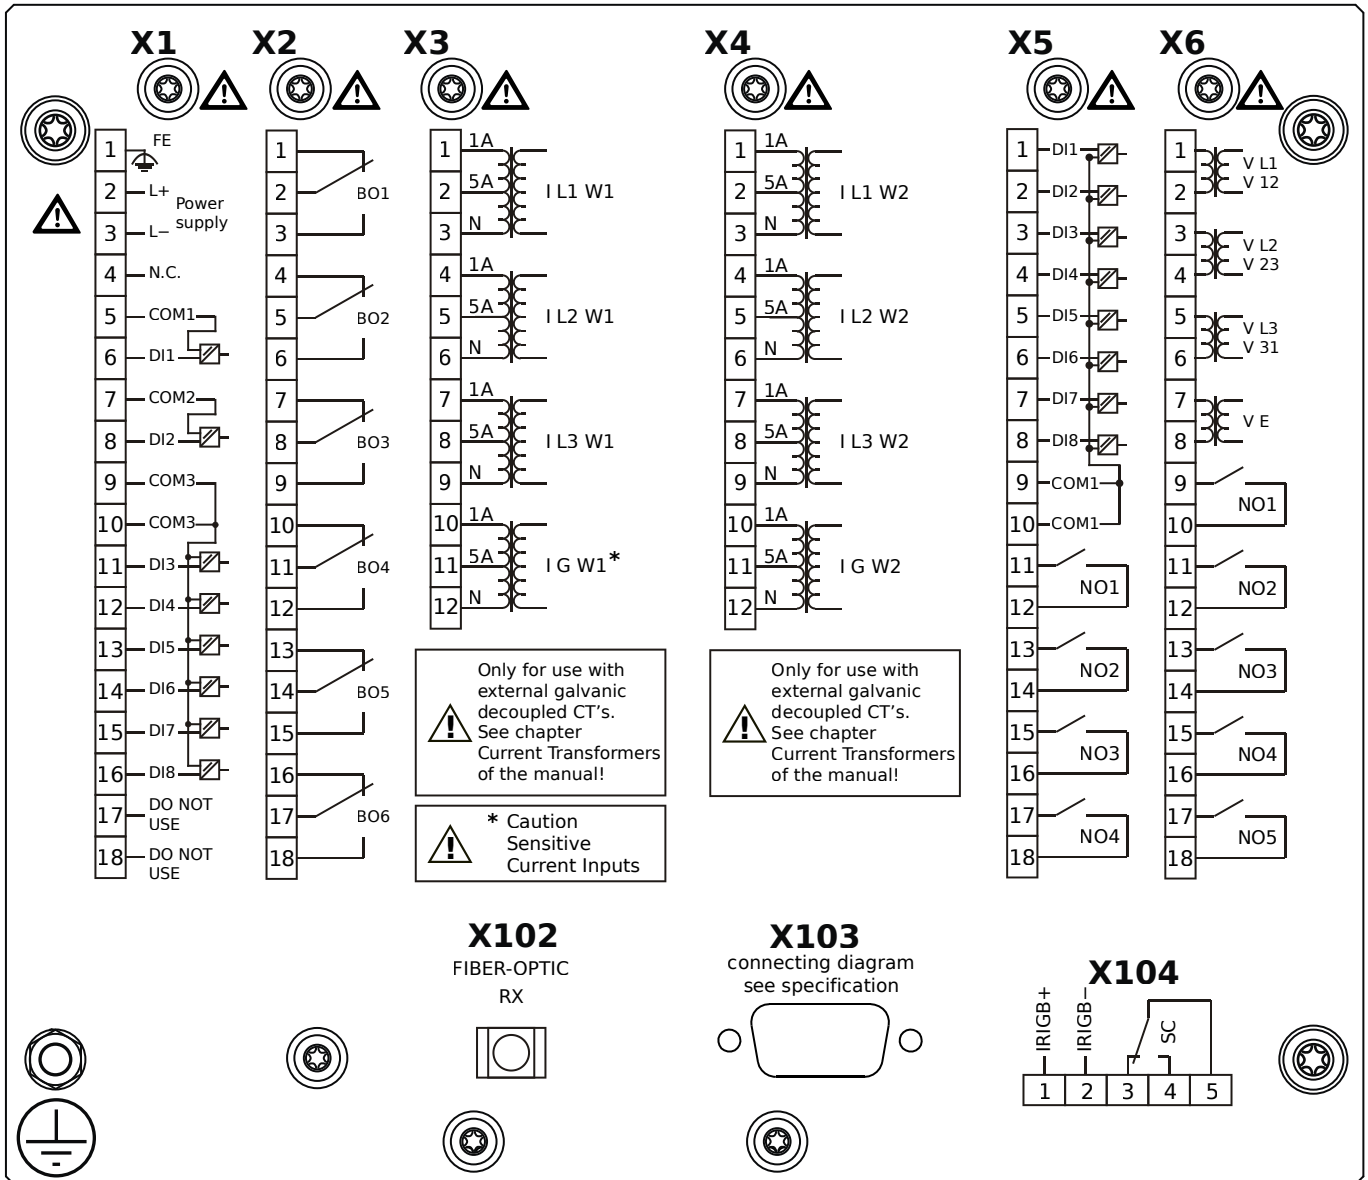 X1
X2
X3
X4
X5
X6
1
FE
2
L+
Power
supply
3
L−
4
N.C.
5
COM1
6
DI1
7
COM2
8
DI2
9
COM3
10
COM3
11
DI3
12
DI4
13
DI5
14
DI6
15
DI7
16
DI8
17
DO NOT
USE
18
DO NOT
USE
1
2
BO1
3
4
5
BO2
6
7
8
BO3
9
10
11
BO4
12
13
14
BO5
15
16
17
BO6
18
1
1A
2
5A
I L1 W1
3
N
4
1A
5
5A
I L2 W1
6
N
7
1A
8
5A
I L3 W1
9
N
10
1A
11
5A
I G W1*
12
N
Only for use with
external galvanic
decoupled CT's.
See chapter
Current Transformers
of the manual!
* Caution
Sensitive
Current Inputs
1
1A
2
5A
I L1 W2
3
N
4
1A
5
5A
I L2 W2
6
N
7
1A
8
5A
I L3 W2
9
N
10
1A
11
5A
I G W2
12
N
Only for use with
external galvanic
decoupled CT's.
See chapter
Current Transformers
of the manual!
1
DI1
2
DI2
3
DI3
4
DI4
5
DI5
6
DI6
7
DI7
8
DI8
9
COM1
10
COM1
11
NO1
12
13
NO2
14
15
NO3
16
17
NO4
18
1
V L1
V 12
2
3
V L2
V 23
4
5
V L3
V 31
6
7
V E
8
9
NO1
10
11
NO2
12
13
NO3
14
15
NO4
16
17
NO5
18
X102
FIBER-OPTIC
RX
X103
connecting diagram
see specification
X104
IRIGB+
IRIGB−
SC
1 2 3 4 5